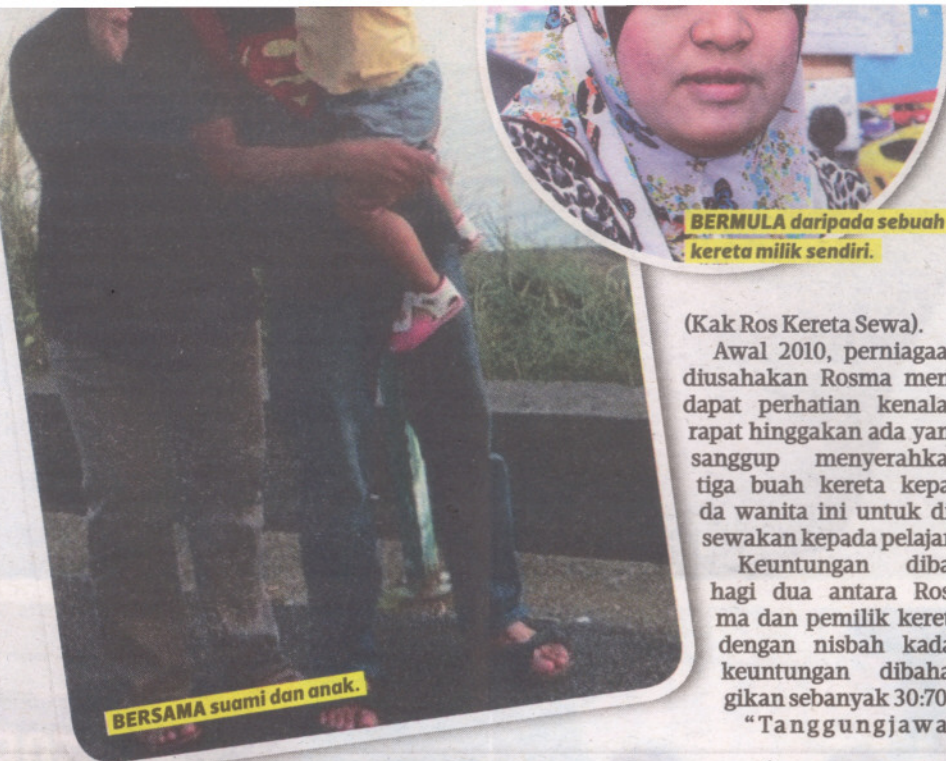 BERMULA daripada sebuah
kereta milik sendiri.
(Kak Ros Kereta Sewa).
Awal 2010, perniagaa
diusahakan Rosma men
dapat perhatian kenala
rapat hinggakan ada yan
sanggup menyerahka
tiga buah kereta kepa
da wanita ini untuk di
sewakan kepada pelajar
Keuntungan diba
hagi dua antara Ros
ma dan pemilik keret
dengan nisbah kada
keuntungan dibaha
gikan sebanyak 30:70
“Tanggungjawa
BERSAMA suami dan anak.